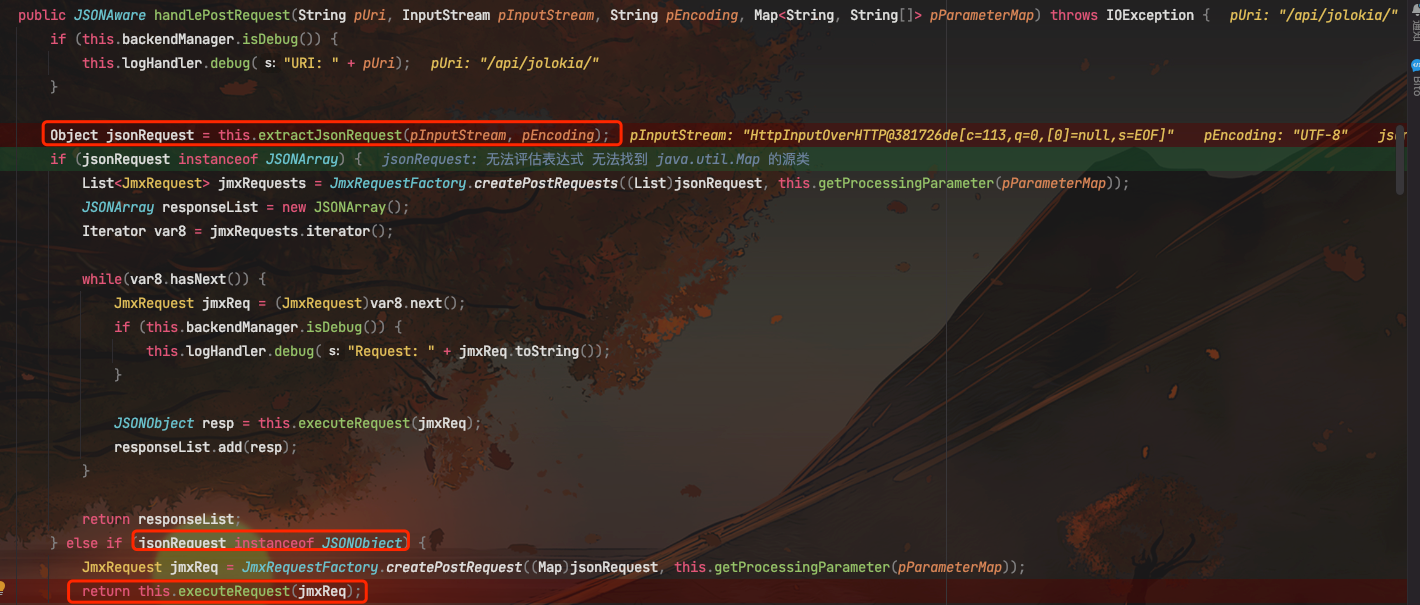 public JSONAware handlePostRequest(String pUri, InputStream pInputStream, String pEncoding, Map<String, String[]> pParameterMap) throws IOException { pUri: "/api/jolokia/"
if (this.backendManager.isDebug()) {
this.logHandler.debug( s: "URI: " + pUri); pUri: "/api/jolokia/"
}
Object jsonRequest = this.extractJsonRequest(pInputStream, pEncoding); pInputStream: "HttpInputOverHTTP@381726de[c=113,q=0,[0]=null,s=EOF]" pEncoding: "UTF-8"
if (jsonRequest instanceof JSONArray) { jsonRequest: 无法评估表达式 无法找到 java.util.Map 的源类
List<JmxRequest> jmxRequests = JmxRequestFactory.createPostRequests((List)jsonRequest, this.getProcessingParameter(pParameterMap));
JSONArray responseList = new JSONArray();
Iterator var8 = jmxRequests.iterator();
while(var8.hasNext()) {
JmxRequest jmxReq = (JmxRequest)var8.next();
if (this.backendManager.isDebug()) {
this.logHandler.debug( s: "Request: " + jmxReq.toString());
}
JSONObject resp = this.executeRequest(jmxReq);
responseList.add(resp);
}
return responseList;
} else if (jsonRequest instanceof JSONObject) {
JmxRequest jmxReq = JmxRequestFactory.createPostRequest((Map)jsonRequest, this.getProcessingParameter(pParameterMap));
return this.executeRequest(jmxReq);